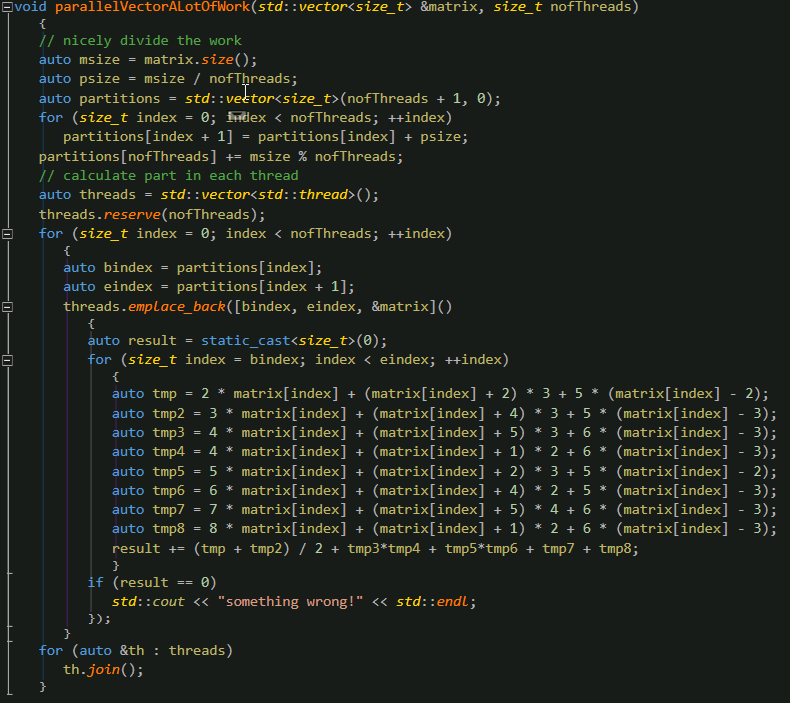 void parallelVectorALotOfWork(std::vector<size_t> &matrix, size_t nofThreads)
{
// nicely divide the work
auto msize = matrix.size();
auto psize = msize / nofThreads;
auto partitions = std::vector<size_t>(nofThreads + 1, 0);
for (size_t index = 0; index < nofThreads; ++index)
partitions[index + 1] = partitions[index] + psize;
partitions[nofThreads] += msize % nofThreads;
// calculate part in each thread
auto threads = std::vector<std::thread>();
threads.reserve(nofThreads);
for (size_t index = 0; index < nofThreads; ++index)
{
auto bindex = partitions[index];
auto eindex = partitions[index + 1];
threads.emplace_back([bindex, eindex, &matrix]()
{
auto result = static_cast<size_t>(0);
for (size_t index = bindex; index < eindex; ++index)
{
auto tmp = 2 * matrix[index] + (matrix[index] + 2) * 3 + 5 * (matrix[index] - 2);
auto tmp2 = 3 * matrix[index] + (matrix[index] + 4) * 3 + 5 * (matrix[index] - 3);
auto tmp3 = 4 * matrix[index] + (matrix[index] + 5) * 3 + 6 * (matrix[index] - 3);
auto tmp4 = 4 * matrix[index] + (matrix[index] + 1) * 2 + 6 * (matrix[index] - 3);
auto tmp5 = 5 * matrix[index] + (matrix[index] + 2) * 3 + 5 * (matrix[index] - 2);
auto tmp6 = 6 * matrix[index] + (matrix[index] + 4) * 2 + 5 * (matrix[index] - 3);
auto tmp7 = 7 * matrix[index] + (matrix[index] + 5) * 4 + 6 * (matrix[index] - 3);
auto tmp8 = 8 * matrix[index] + (matrix[index] + 1) * 2 + 6 * (matrix[index] - 3);
result += (tmp + tmp2) / 2 + tmp3*tmp4 + tmp5*tmp6 + tmp7 + tmp8;
}
if (result == 0)
std::cout << "something wrong!" << std::endl;
});
}
for (auto &th : threads)
th.join();
}